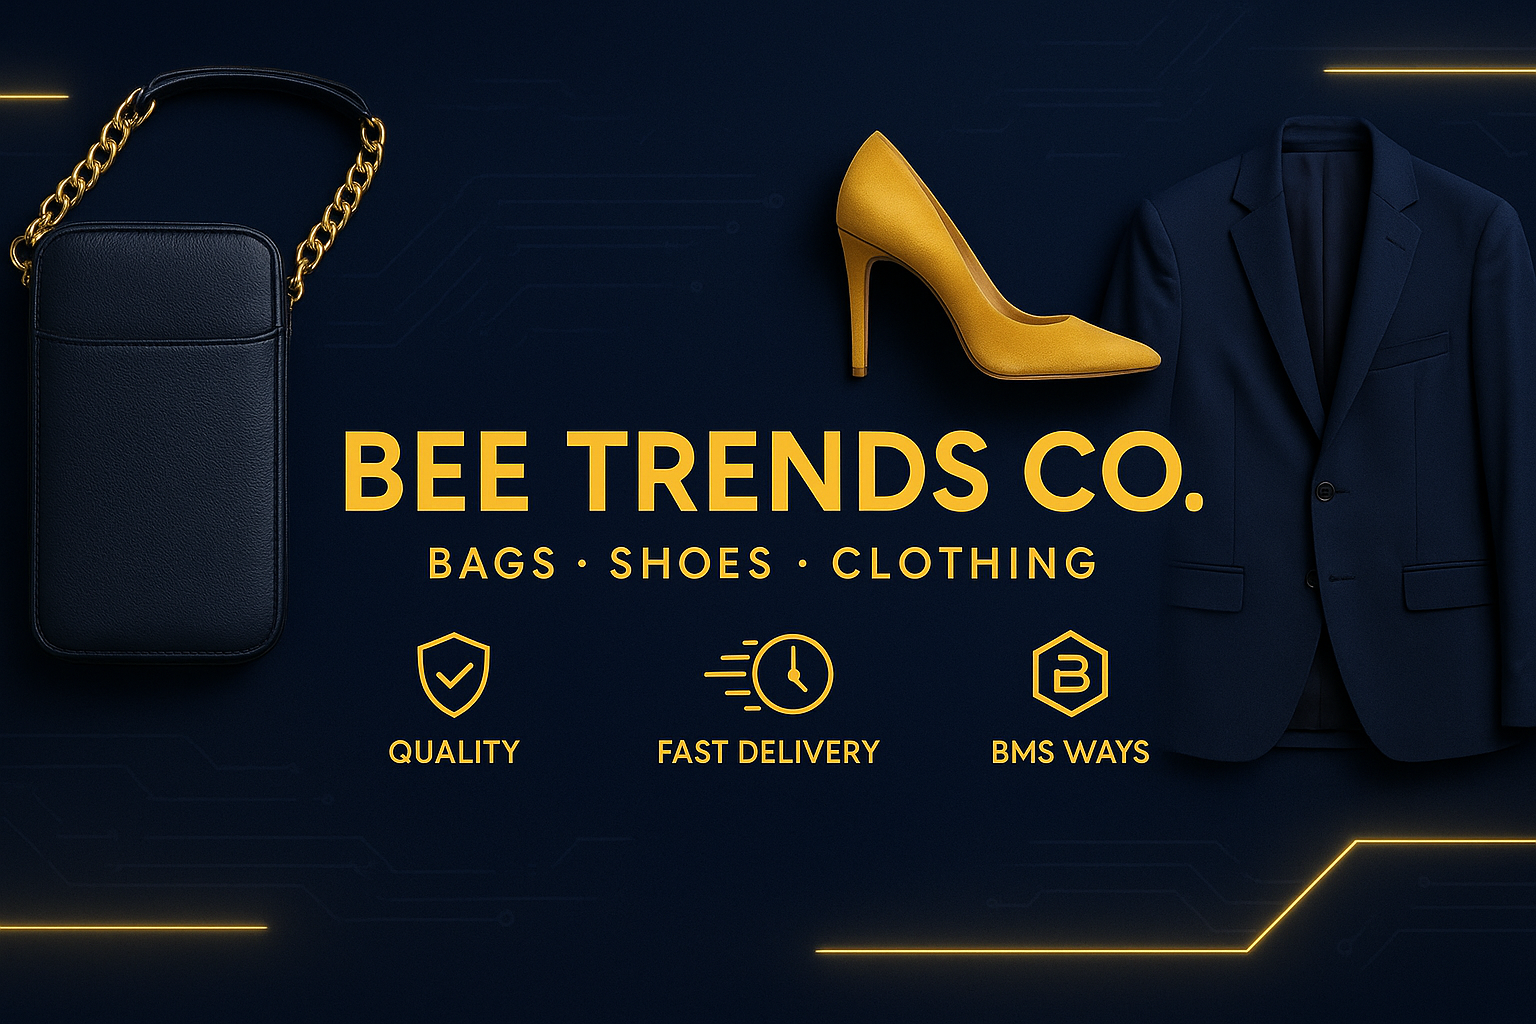 BEE TRENDS CO.
BAGS · SHOES · CLOTHING
B
QUALITY
FAST DELIVERY
BMS WAYS